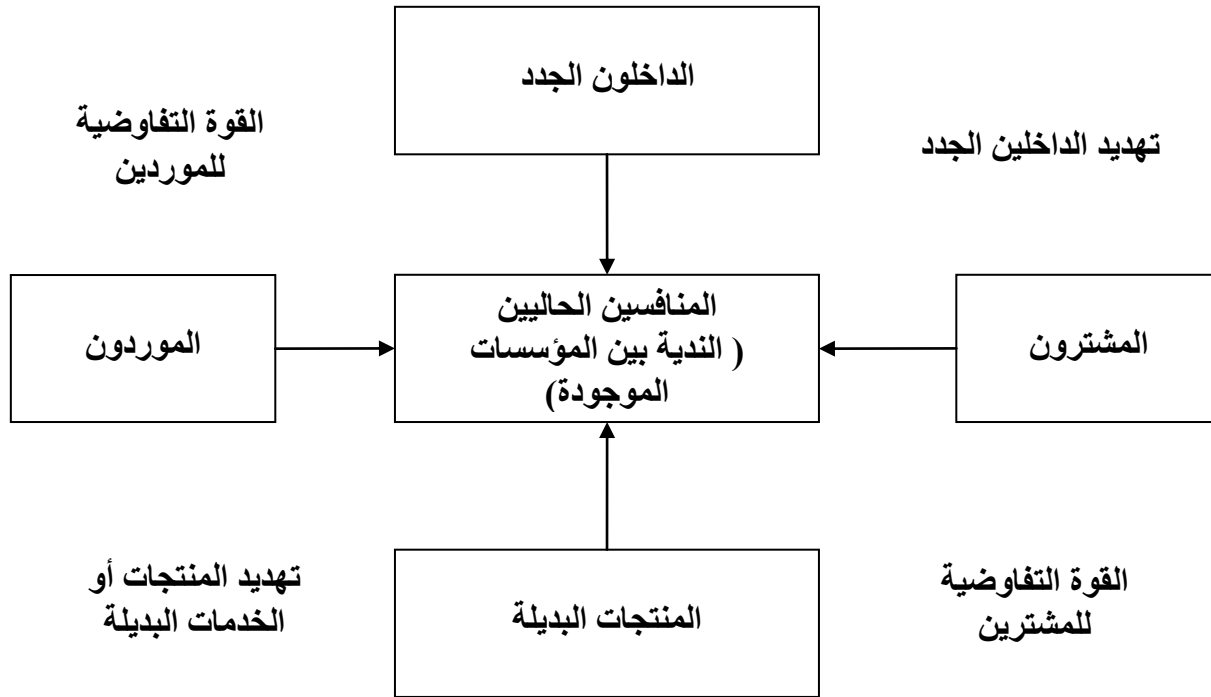 الداخلون الجدد
تهديد الداخلين الجدد
القوة التفاوضية
للموردين
المشترون
المنافسين الحاليين
( الندية بين المؤسسات
الموجودة)
الموردون
القوة التفاوضية
للمشترين
المنتجات البديلة
تهديد المنتجات أو
الخدمات البديلة